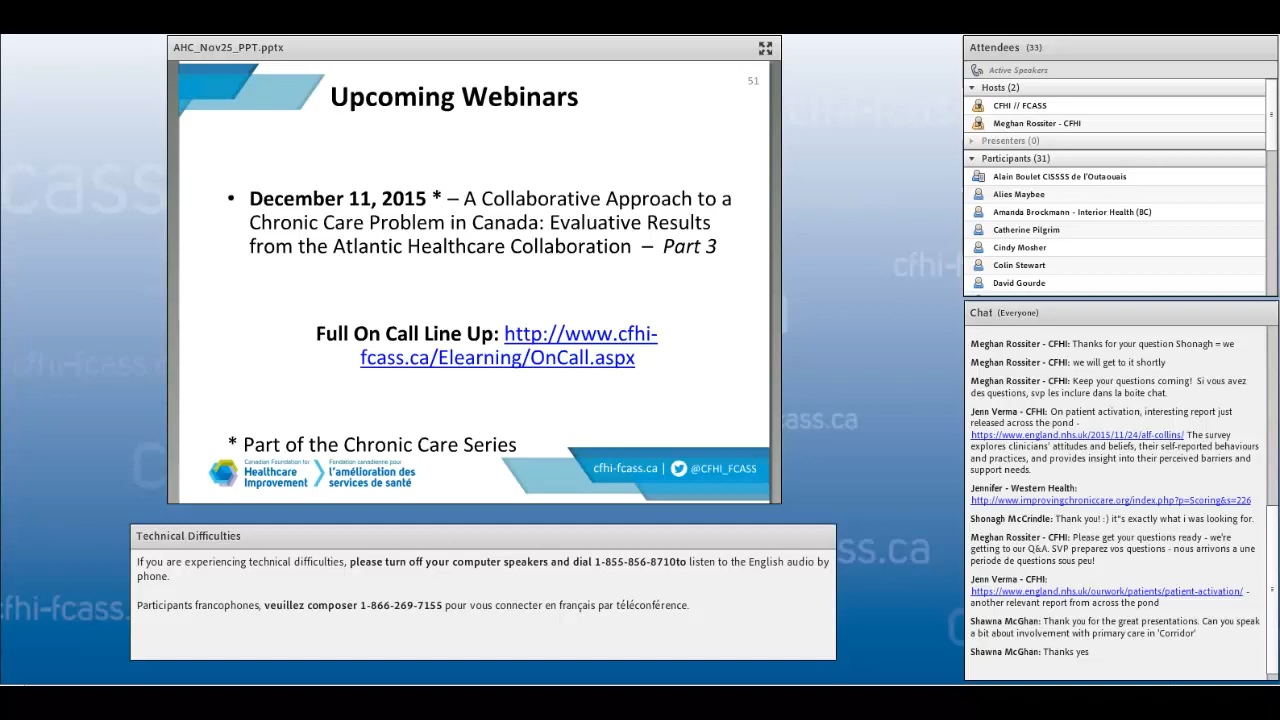 AHC_Nov25_PPT.pptx
51
Upcoming Webinars
• December 11, 2015 * – A Collaborative Approach to a
Chronic Care Problem in Canada: Evaluative Results
from the Atlantic Healthcare Collaboration – Part 3
Full On Call Line Up: http://www.cfhi-
fcass.ca/Elearning/OnCall.aspx
* Part of the Chronic Care Series
Canadian Foundation for
Healthcare
Improvement
Fondation canadienne pour
l'amélioration des
services de santé
cfhi-fcass.ca | @CFHI_FCASS
Technical Difficulties
If you are experiencing technical difficulties, please turn off your computer speakers and dial 1-855-856-8710to listen to the English audio by
phone.
Participants francophones, veuillez composer 1-866-269-7155 pour vous connecter en français par téléconférence.
Attendees (33)
Active Speakers
Hosts (2)
CFHI // FCASS
Meghan Rossiter - CFHI
Presenters (0)
Participants (31)
Alain Boulet CISSSS de l'Outaouais
Alies Maybee
Amanda Brockmann - Interior Health (BC)
Catherine Pilgrim
Cindy Mosher
Colin Stewart
David Gourde
Chat (Everyone)
Meghan Rossiter - CFHI: Thanks for your question Shonagh = we
Meghan Rossiter - CFHI: we will get to it shortly
Meghan Rossiter - CFHI: Keep your questions coming! Si vous avez
des questions, svp les inclure dans la boite chat.
Jenn Verma - CFHI: On patient activation, interesting report just
released across the pond -
https://www.england.nhs.uk/2015/11/24/alf-collins/ The survey
explores clinicians' attitudes and beliefs, their self-reported behaviours
and practices, and provides insight into their perceived barriers and
support needs.
Jennifer - Western Health:
http://www.improvingchroniccare.org/index.php?p=Scoring&s=226
Shonagh McCrindle: Thank you! :) it"s exactly what i was looking for.
Meghan Rossiter - CFHI: Please get your questions ready - we're
getting to our Q&A. SVP preparez vos questions - nous arrivons a une
periode de questions sous peu!
Jenn Verma - CFHI:
https://www.england.nhs.uk/ourwork/patients/patient-activation/ -
another relevant report from across the pond
Shawna McGhan: Thank you for the great presentations. Can you speak
a bit about involvement with primary care in 'Corridor'
Shawna McGhan: Thanks yes
cass
cfhi-fcass.ca
cfhi-fcass.ca